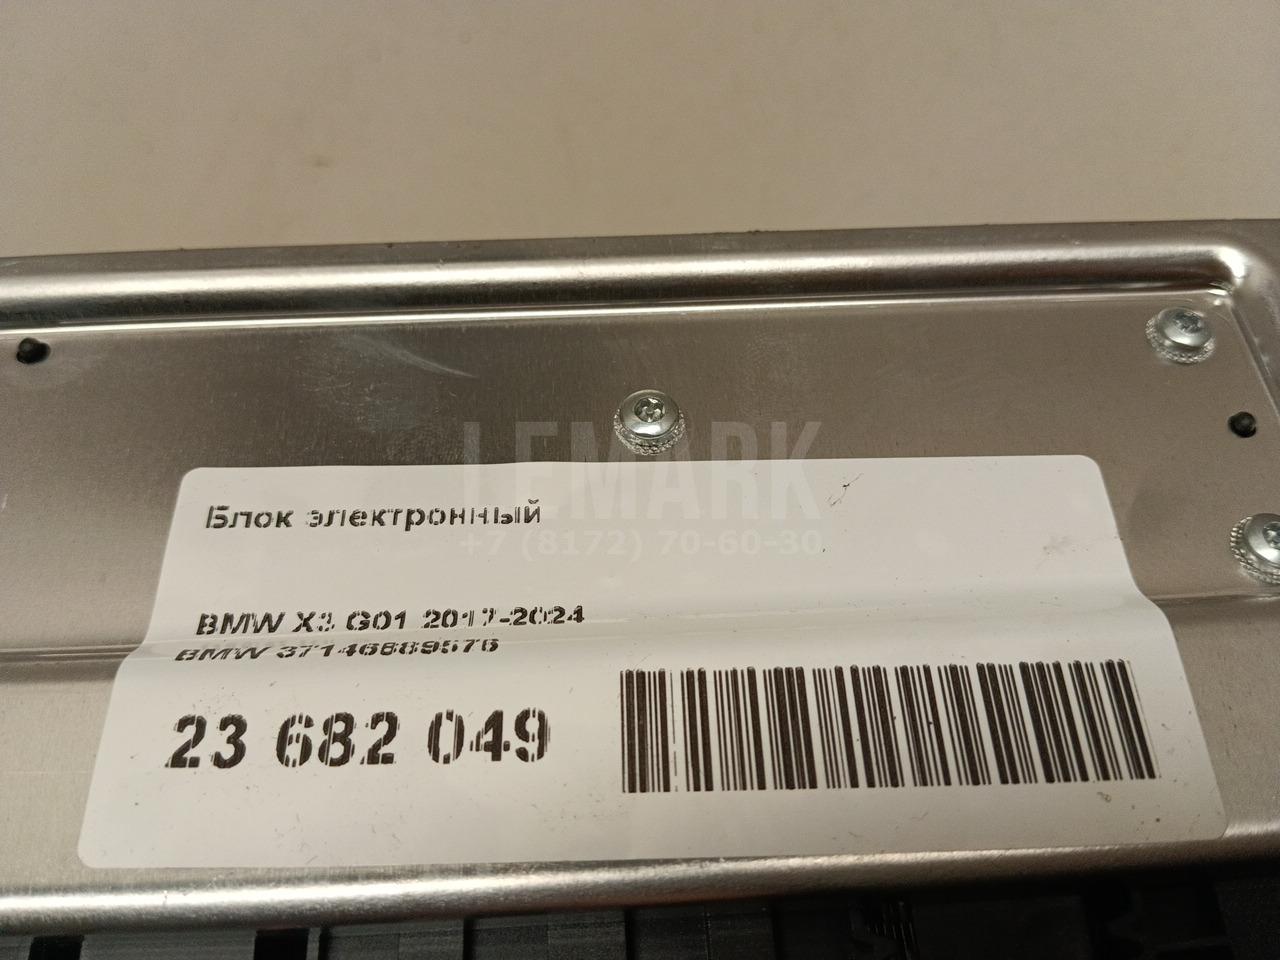 LEMARK
+7 (8172) 70-60-30
Блок электронный
BMW X3 G01 2017-2024
BMW 37146889576
23 682 049